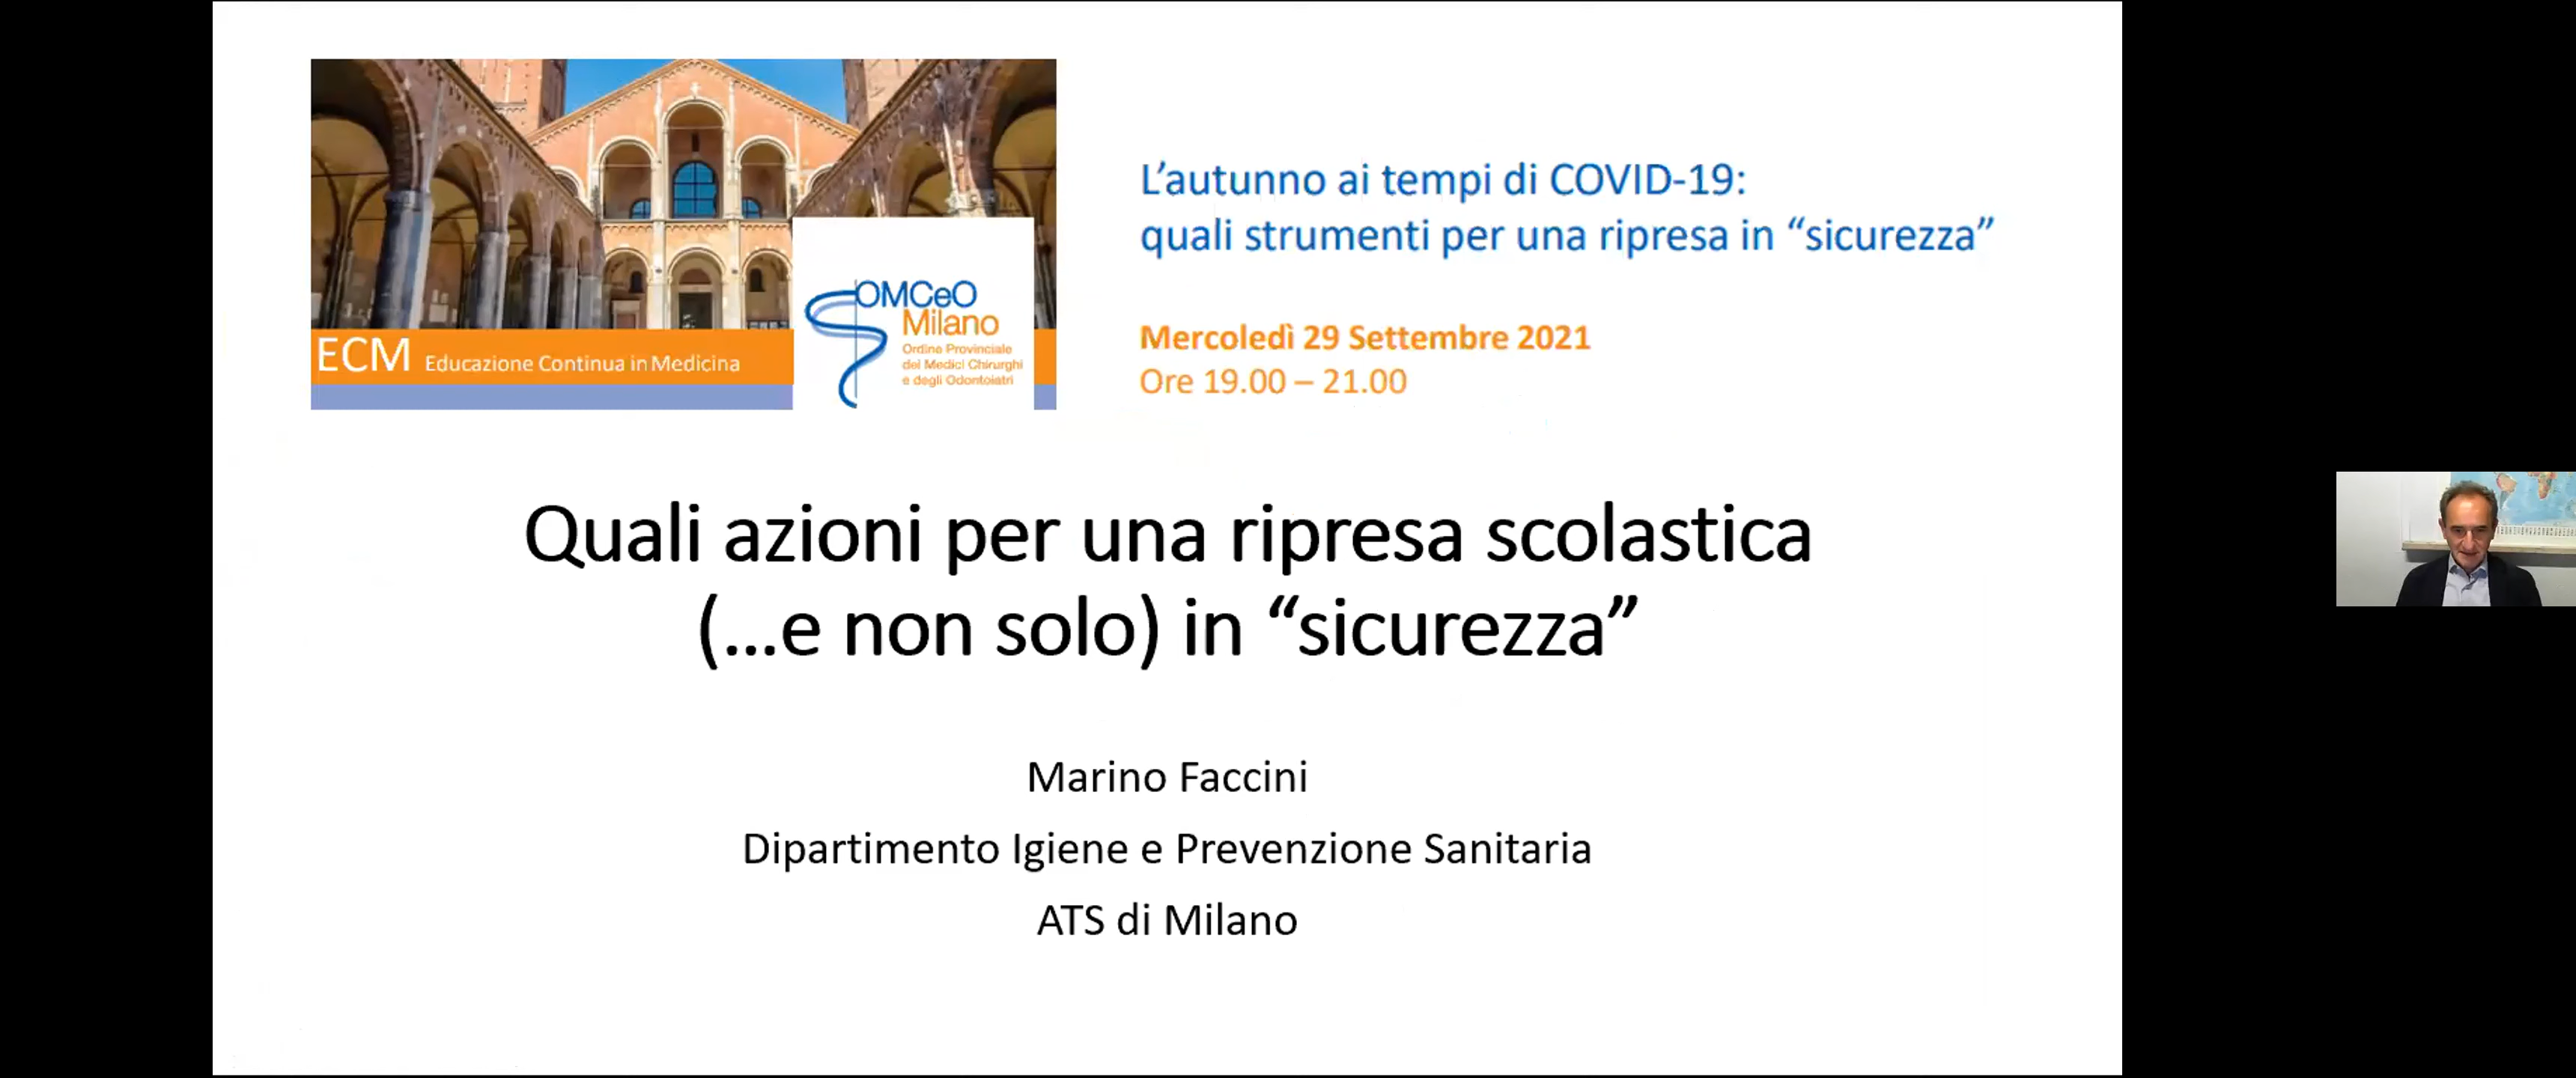 L’autunno ai tempi di COVID-19:
quali strumenti per una ripresa in “sicurezza”
OMCeO
Milano
Ordine Provinciale
dei Medici Chirurghi
e degli Odontoiatri
ECM Educazione Continua in Medicina
Mercoledì 29 Settembre 2021
Ore 19.00 – 21.00
Quali azioni per una ripresa scolastica
(...e non solo) in “sicurezza”
Marino Faccini
Dipartimento Igiene e Prevenzione Sanitaria
ATS di Milano